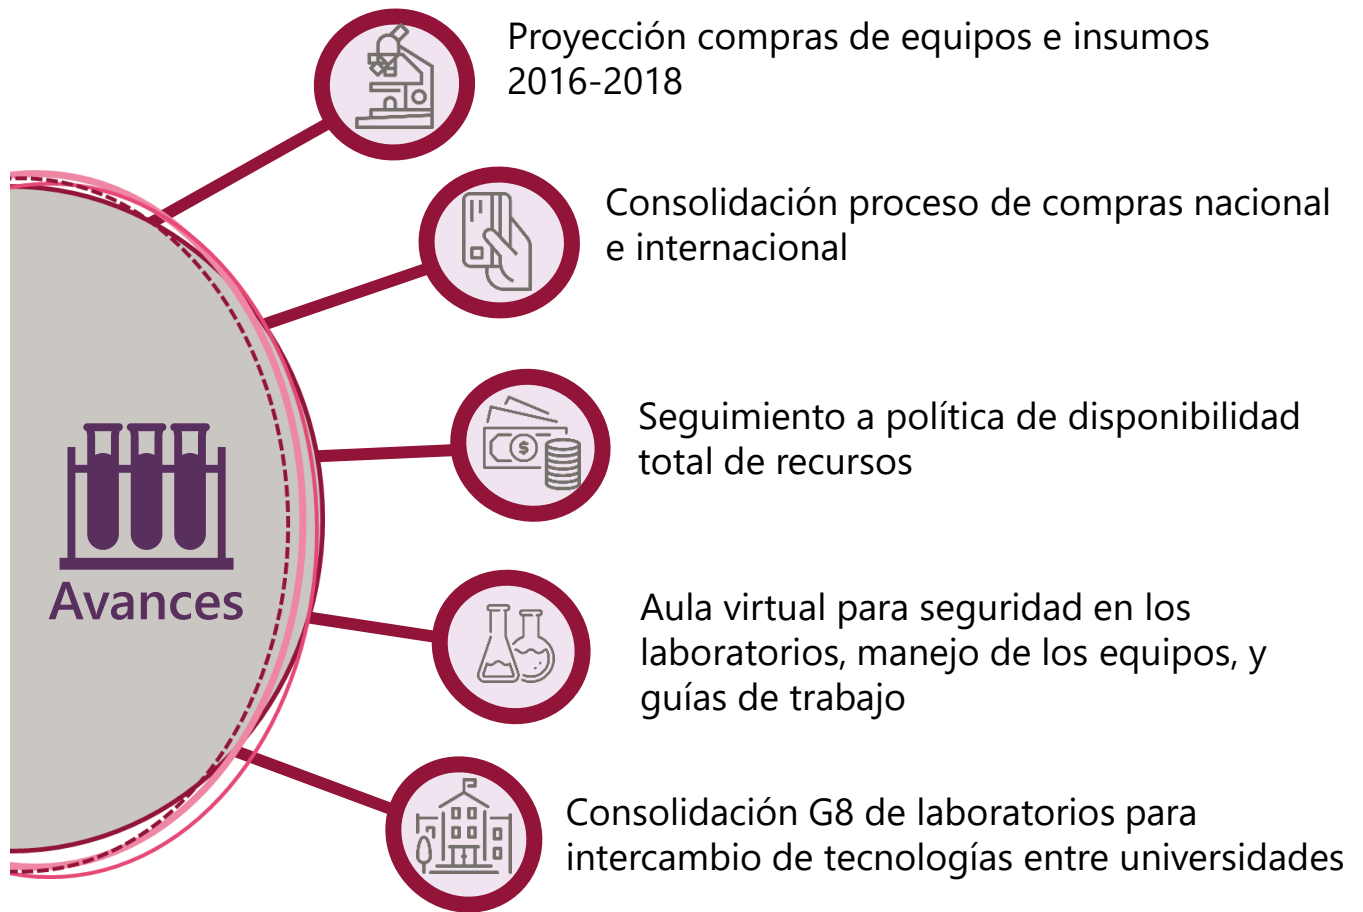 Proyección compras de equipos e insumos
2016-2018
Consolidación proceso de compras nacional
e internacional
Seguimiento a política de disponibilidad
total de recursos
Avances
Aula virtual para seguridad en los
laboratorios, manejo de los equipos, y
guías de trabajo
Consolidación G8 de laboratorios para
intercambio de tecnologías entre universidades